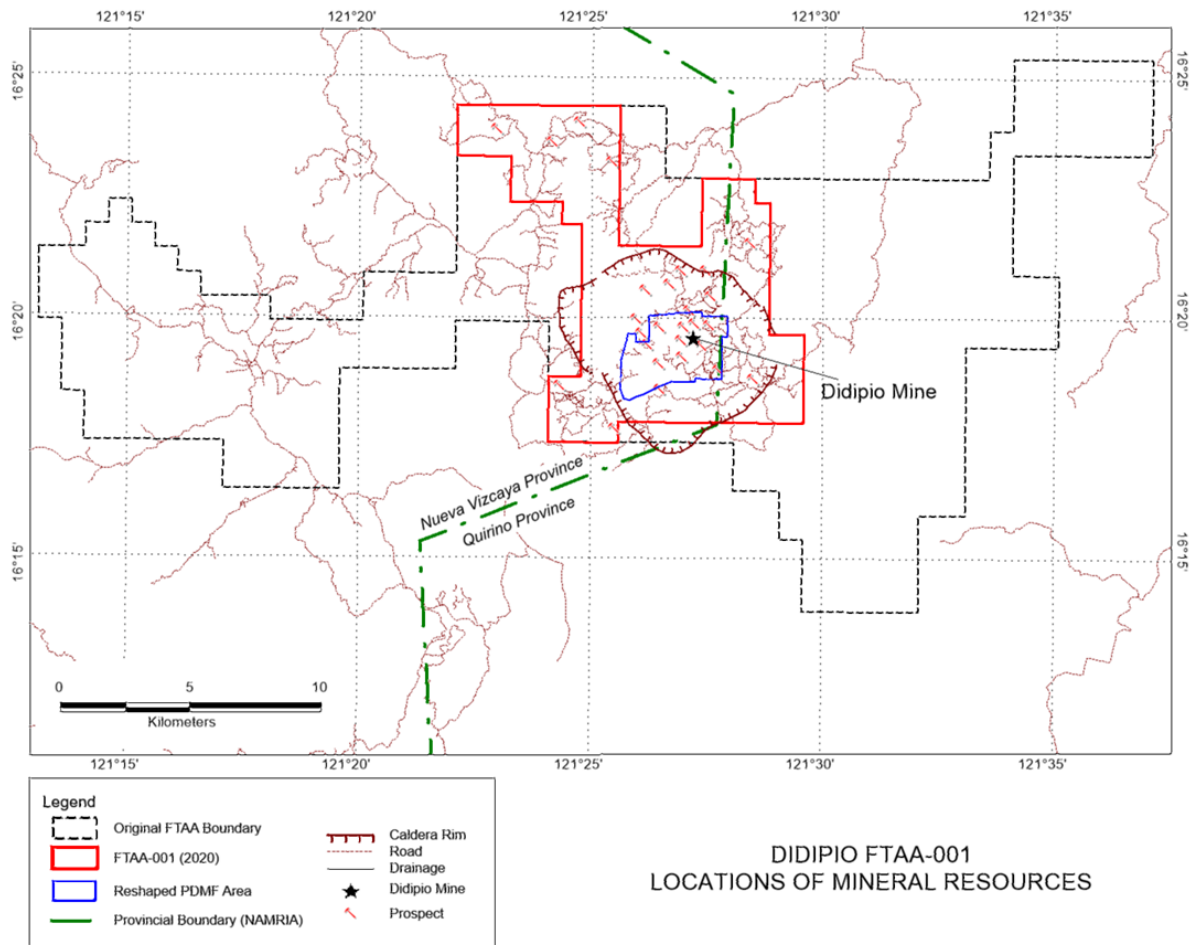 121°15' 121°20' 121°25' 121°30' 121°35'
16°25' 16°25'
16°20' 16°20'
Didipio Mine
Nueva Vizcaya Province
Quirino Province
16°15' 16°15'
0 5 10
Kilometers
121°15' 121°20' 121°25' 121°30' 121°35'
Legend
Original FTAA Boundary
FTAA-001 (2020)
Reshaped PDMF Area
Provincial Boundary (NAMRIA)
Caldera Rim
Road
Drainage
Didipio Mine
Prospect
DIDIPIO FTAA-001
LOCATIONS OF MINERAL RESOURCES